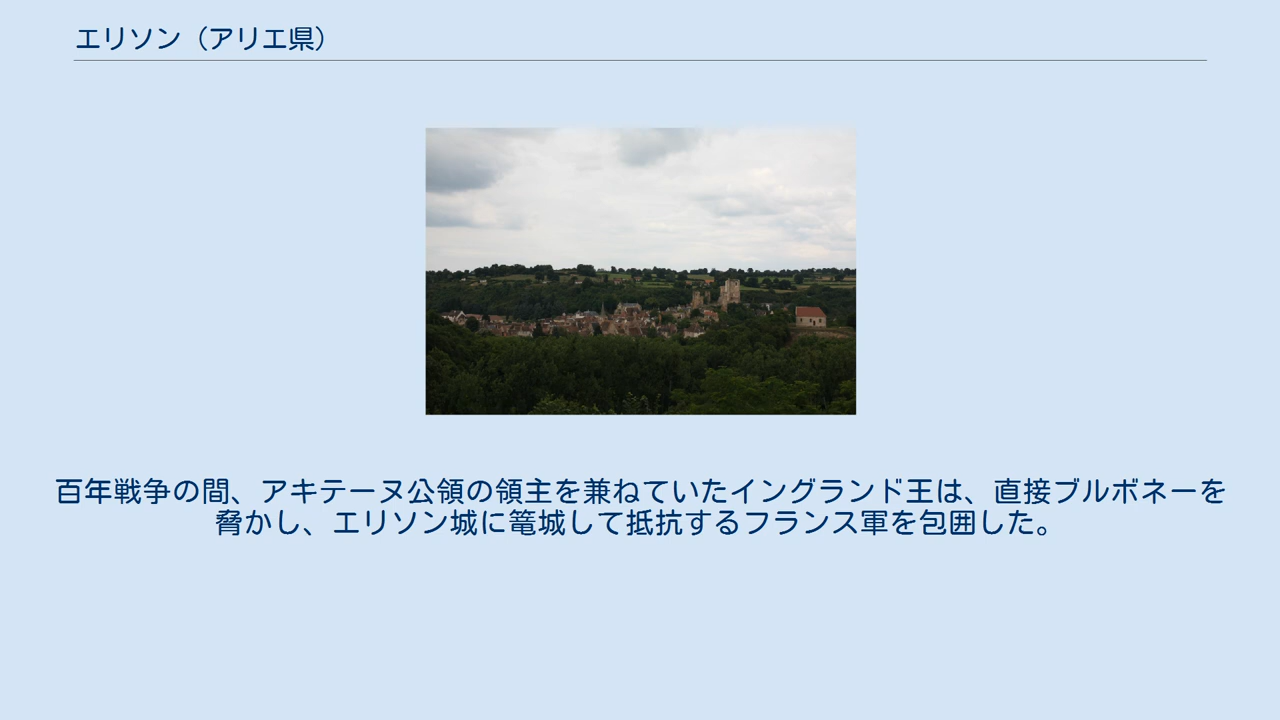 エリソン（アリエ県）
百年戦争の間、アキテーヌ公領の領主を兼ねていたイングランド王は、直接ブルボネーを
脅かし、エリソン城に篭城して抵抗するフランス軍を包囲した。